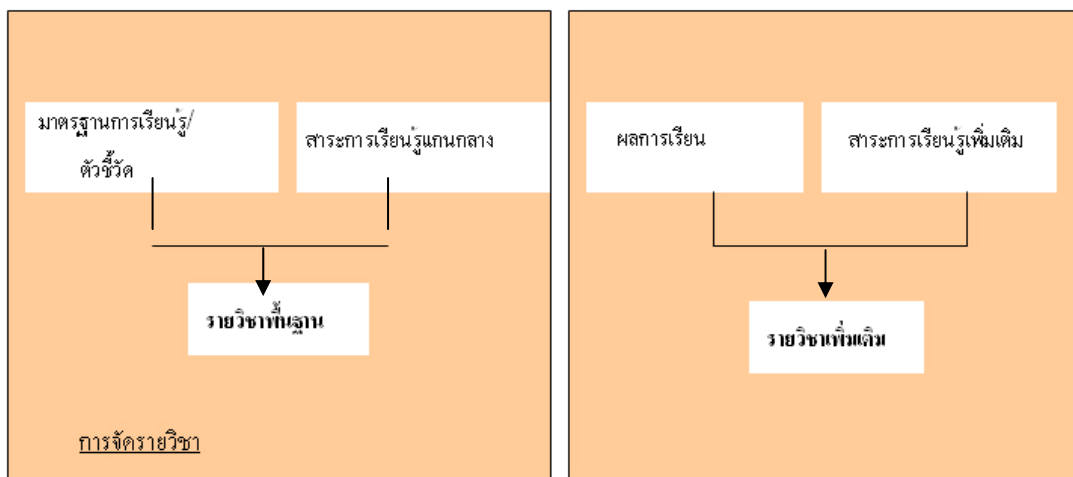 มาตรฐานการเรียนรู้/
ตัวชี้วัด
สาระการเรียนรู้แกนกลาง
รายวิชาพื้นฐาน
การจัดรายวิชา
ผลการเรียน
สาระการเรียนรู้เพิ่มเติม
รายวิชาเพิ่มเติม